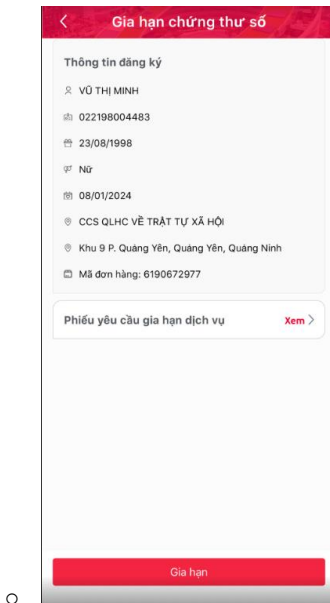 Gia hạn chứng thư số
Thông tin đăng ký
VŨ THỊ MINH
022198004483
23/08/1998
Nữ
08/01/2024
CCS QLHC VỀ TRẬT TỰ XÃ HỘI
Khu 9 P. Quảng Yên, Quảng Yên, Quảng Ninh
Mã đơn hàng: 6190672977
Phiếu yêu cầu gia hạn dịch vụ Xem
Gia hạn